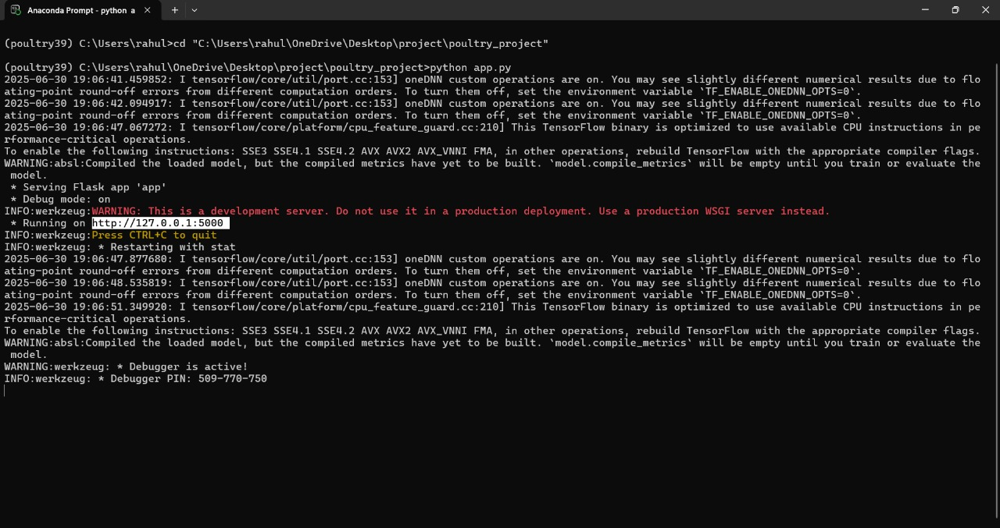 Anaconda Prompt - python a
(poultry39) C:\Users\rahul>cd "C:\Users\rahul\OneDrive\Desktop\project\poultry_project"
(poultry39) C:\Users\rahul\OneDrive\Desktop\project\poultry_project>python app.py
2025-06-30 19:06:41.459852: I tensorflow/core/util/port.cc:153] oneDNN custom operations are on. You may see slightly different numerical results due to flo
ating-point round-off errors from different computation orders. To turn them off, set the environment variable `TF_ENABLE_ONEDNN_OPTS=0`.
2025-06-30 19:06:42.094917: I tensorflow/core/util/port.cc:153] oneDNN custom operations are on. You may see slightly different numerical results due to flo
ating-point round-off errors from different computation orders. To turn them off, set the environment variable `TF_ENABLE_ONEDNN_OPTS=0`.
2025-06-30 19:06:47.067272: I tensorflow/core/platform/cpu_feature_guard.cc:210] This TensorFlow binary is optimized to use available CPU instructions in pe
rformance-critical operations.
To enable the following instructions: SSE3 SSE4.1 SSE4.2 AVX AVX2 AVX_VNNI FMA, in other operations, rebuild TensorFlow with the appropriate compiler flags.
WARNING:absl:Compiled the loaded model, but the compiled metrics have yet to be built. `model.compile_metrics` will be empty until you train or evaluate the
 model.
 * Serving Flask app 'app'
 * Debug mode: on
INFO:werkzeug:WARNING: This is a development server. Do not use it in a production deployment. Use a production WSGI server instead.
 * Running on http://127.0.0.1:5000
INFO:werkzeug:Press CTRL+C to quit
INFO:werkzeug: * Restarting with stat
2025-06-30 19:06:47.877680: I tensorflow/core/util/port.cc:153] oneDNN custom operations are on. You may see slightly different numerical results due to flo
ating-point round-off errors from different computation orders. To turn them off, set the environment variable `TF_ENABLE_ONEDNN_OPTS=0`.
2025-06-30 19:06:48.535819: I tensorflow/core/util/port.cc:153] oneDNN custom operations are on. You may see slightly different numerical results due to flo
ating-point round-off errors from different computation orders. To turn them off, set the environment variable `TF_ENABLE_ONEDNN_OPTS=0`.
2025-06-30 19:06:51.349920: I tensorflow/core/platform/cpu_feature_guard.cc:210] This TensorFlow binary is optimized to use available CPU instructions in pe
rformance-critical operations.
To enable the following instructions: SSE3 SSE4.1 SSE4.2 AVX AVX2 AVX_VNNI FMA, in other operations, rebuild TensorFlow with the appropriate compiler flags.
WARNING:absl:Compiled the loaded model, but the compiled metrics have yet to be built. `model.compile_metrics` will be empty until you train or evaluate the
 model.
WARNING:werkzeug: * Debugger is active!
INFO:werkzeug: * Debugger PIN: 509-770-750